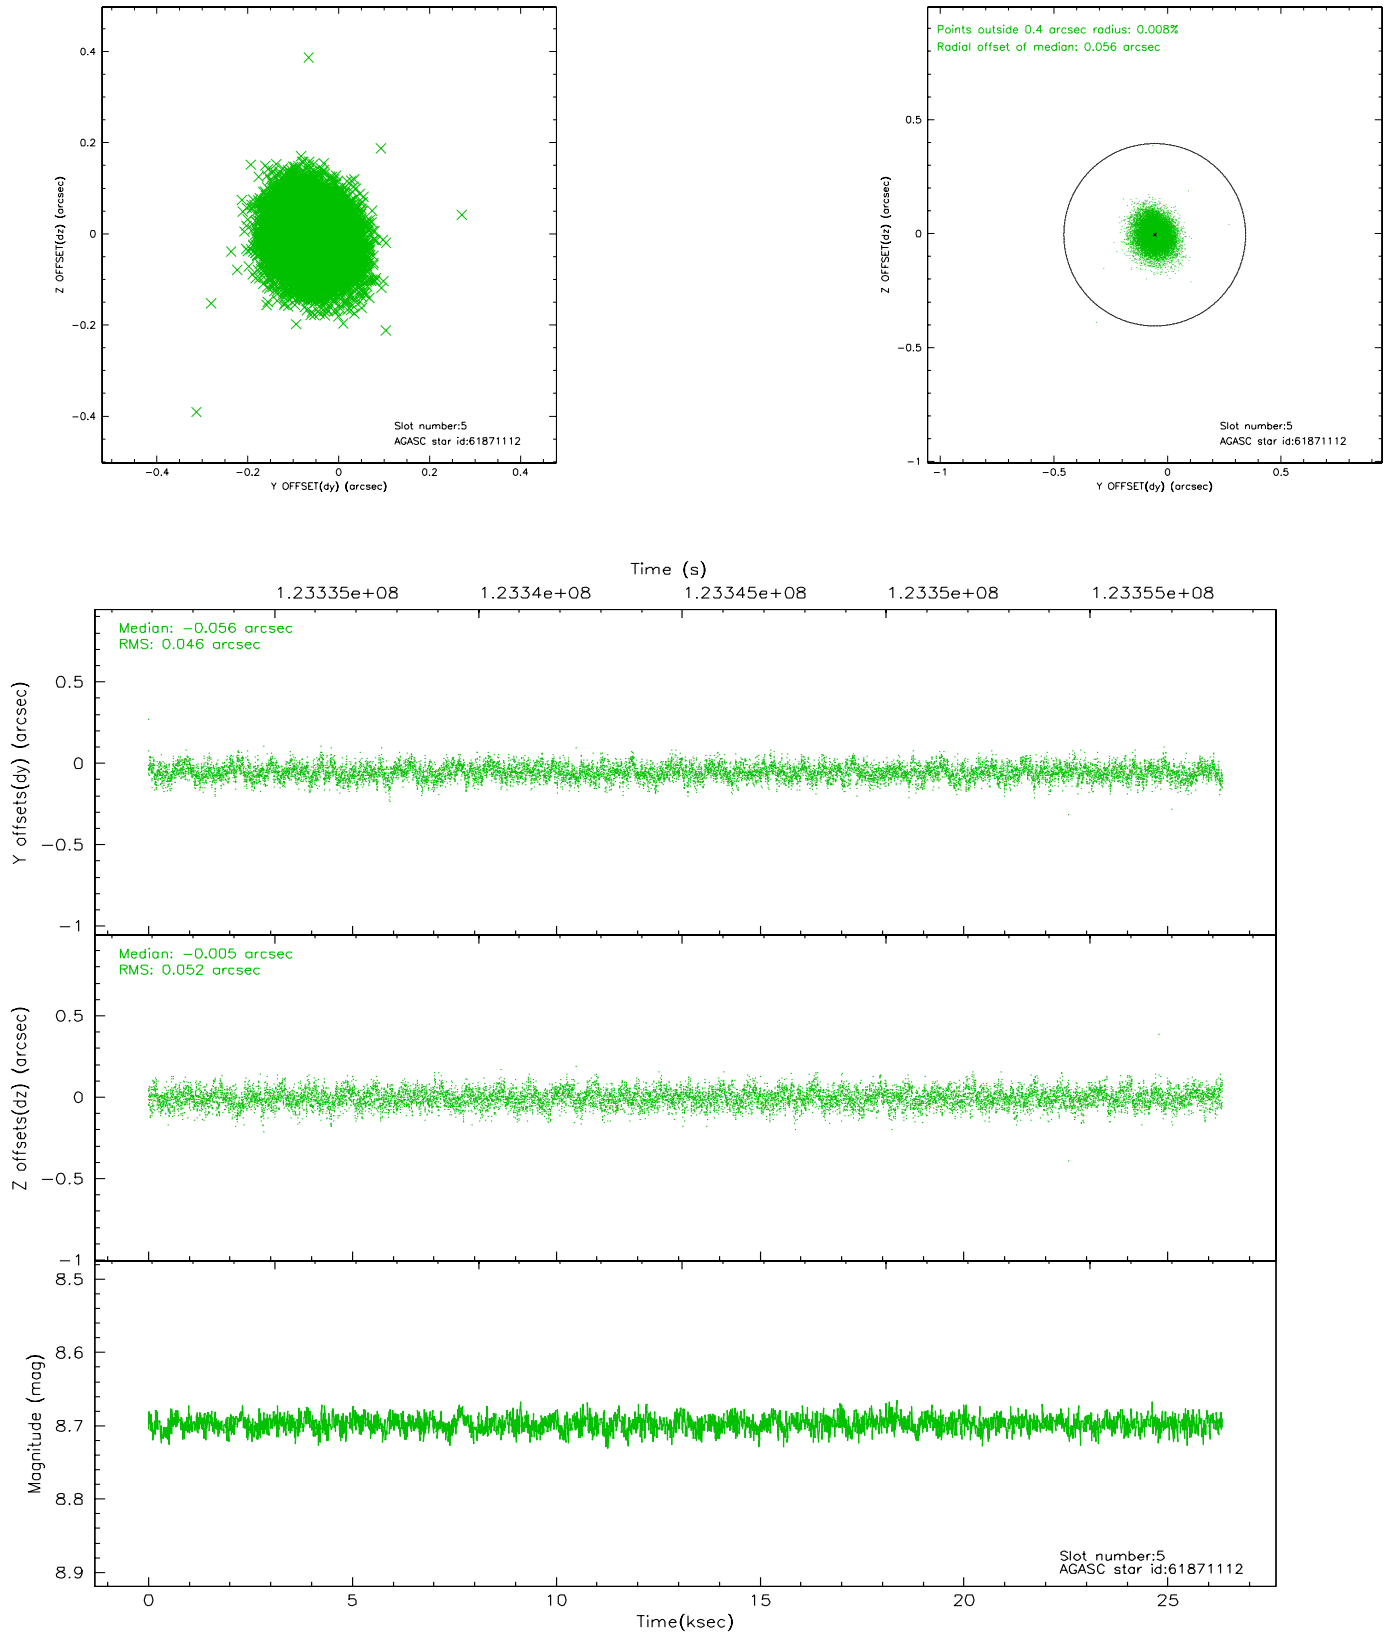 0.4
0.2
0
−0.2
−0.4
Z OFFSET(dz) (arcsec)
Slot number:5
AGASC star id:61871112
−0.4 −0.2 0 0.2 0.4
Y OFFSET(dy) (arcsec)
Points outside 0.4 arcsec radius: 0.008%
Radial offset of median: 0.056 arcsec
0.5
0
−0.5
−1
Z OFFSET(dz) (arcsec)
Slot number:5
AGASC star id:61871112
−1 −0.5 0 0.5
Y OFFSET(dy) (arcsec)
Time (s)
1.23335e+08 1.2334e+08 1.23345e+08 1.2335e+08 1.23355e+08
Median: −0.056 arcsec
RMS: 0.046 arcsec
0.5
0
−0.5
−1
Y offsets(dy) (arcsec)
Median: −0.005 arcsec
RMS: 0.052 arcsec
0.5
0
−0.5
−1
Z offsets(dz) (arcsec)
8.5
8.6
8.7
8.8
8.9
Magnitude (mag)
Slot number:5
AGASC star id:61871112
0 5 10 15 20 25
Time(ksec)